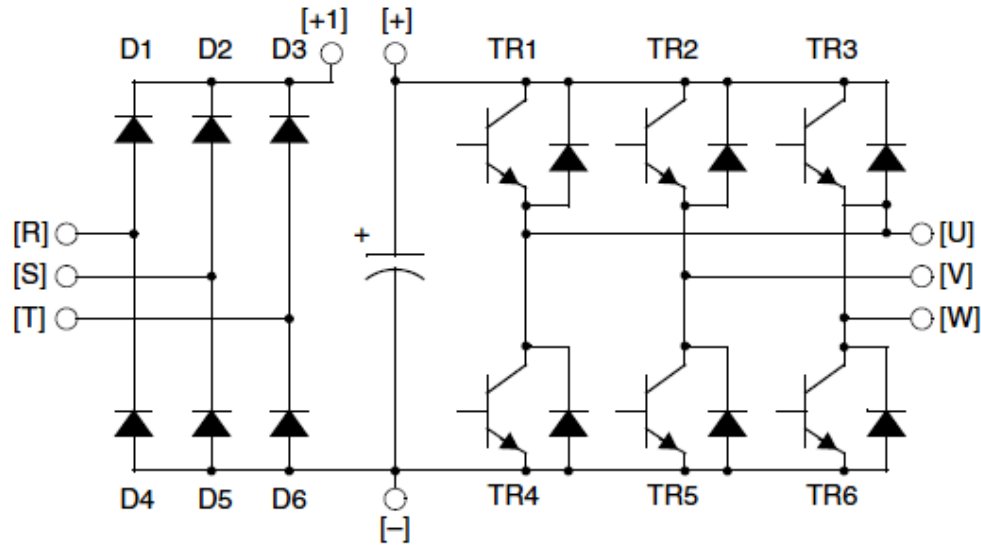 [+1] [+]
D1 D2 D3 TR1 TR2 TR3
[R] + [U]
[S] [V]
[T] [W]
D4 D5 D6 TR4 TR5 TR6
[–]